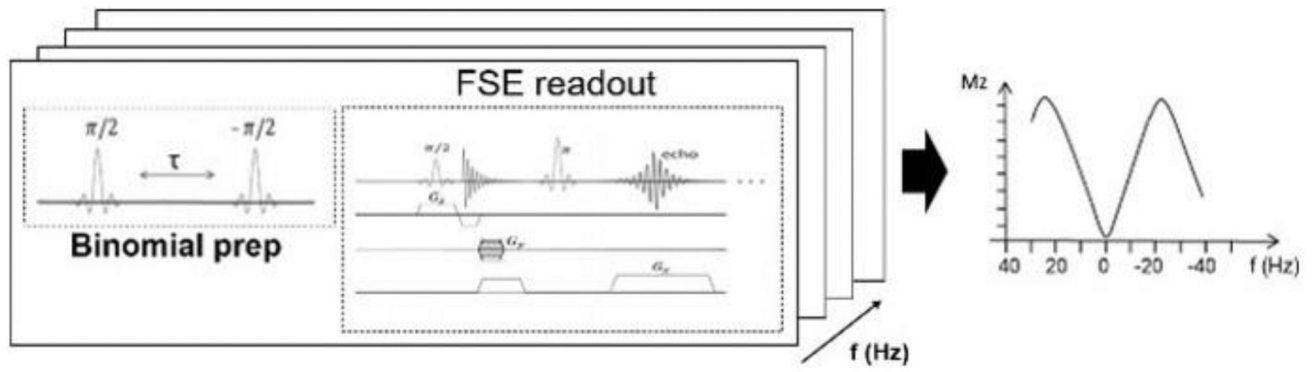 FSE readout
π/2
- π/2
τ
Binomial prep
π/2
π
echo
...
Gz
Gy
Gx
f (Hz)
Mz
40 20 0 -20 -40 f (Hz)